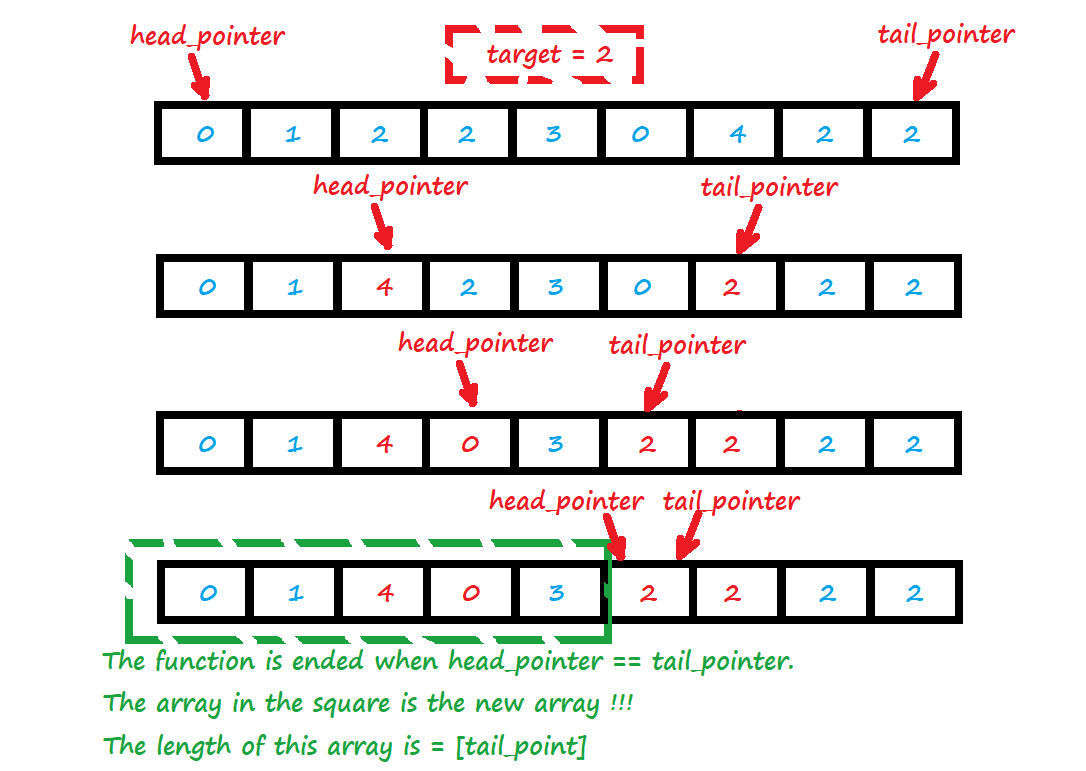 head_pointer target = 2 tail_pointer
0 1 2 2 3 0 4 2 2
head_pointer tail_pointer
0 1 4 2 3 0 2 2 2
head_pointer tail_pointer
0 1 4 0 3 2 2 2 2
head_pointer tail_pointer
0 1 4 0 3 2 2 2 2
The function is ended when head_pointer == tail_pointer.
The array in the square is the new array !!!
The length of this array is = [tail_point]